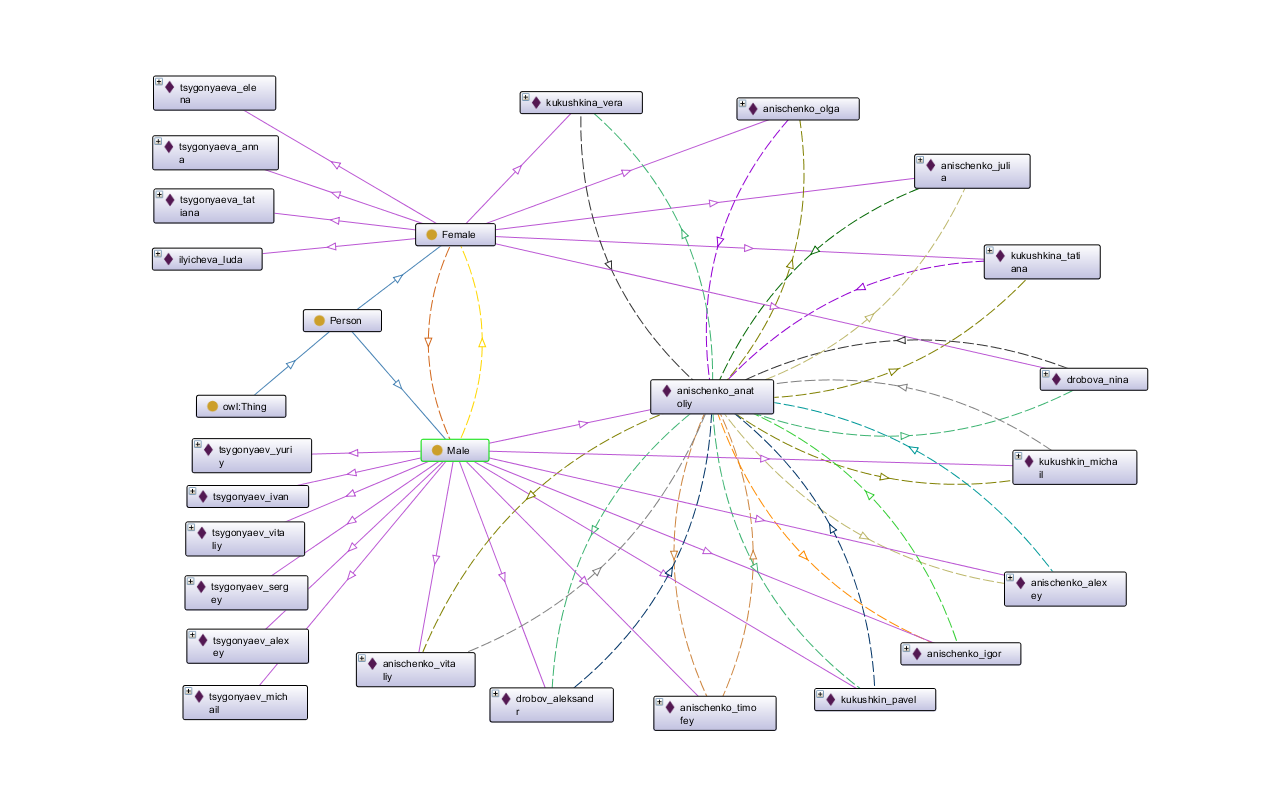 tsygonyaeva_ele
na
kukushkina_vera
anischenko_olga
tsygonyaeva_ann
a
anischenko_juli
a
tsygonyaeva_tat
iana
Female
ilyicheva_luda
kukushkina_tati
ana
Person
drobova_nina
anischenko_anat
oliy
owl:Thing
tsygonyaev_yuri
y
Male
kukushkin_micha
il
tsygonyaev_ivan
tsygonyaev_vita
liy
tsygonyaev_serg
ey
anischenko_alex
ey
tsygonyaev_alex
ey
anischenko_igor
anischenko_vita
liy
tsygonyaev_mich
ail
drobov_aleksand
r
anischenko_timo
fey
kukushkin_pavel